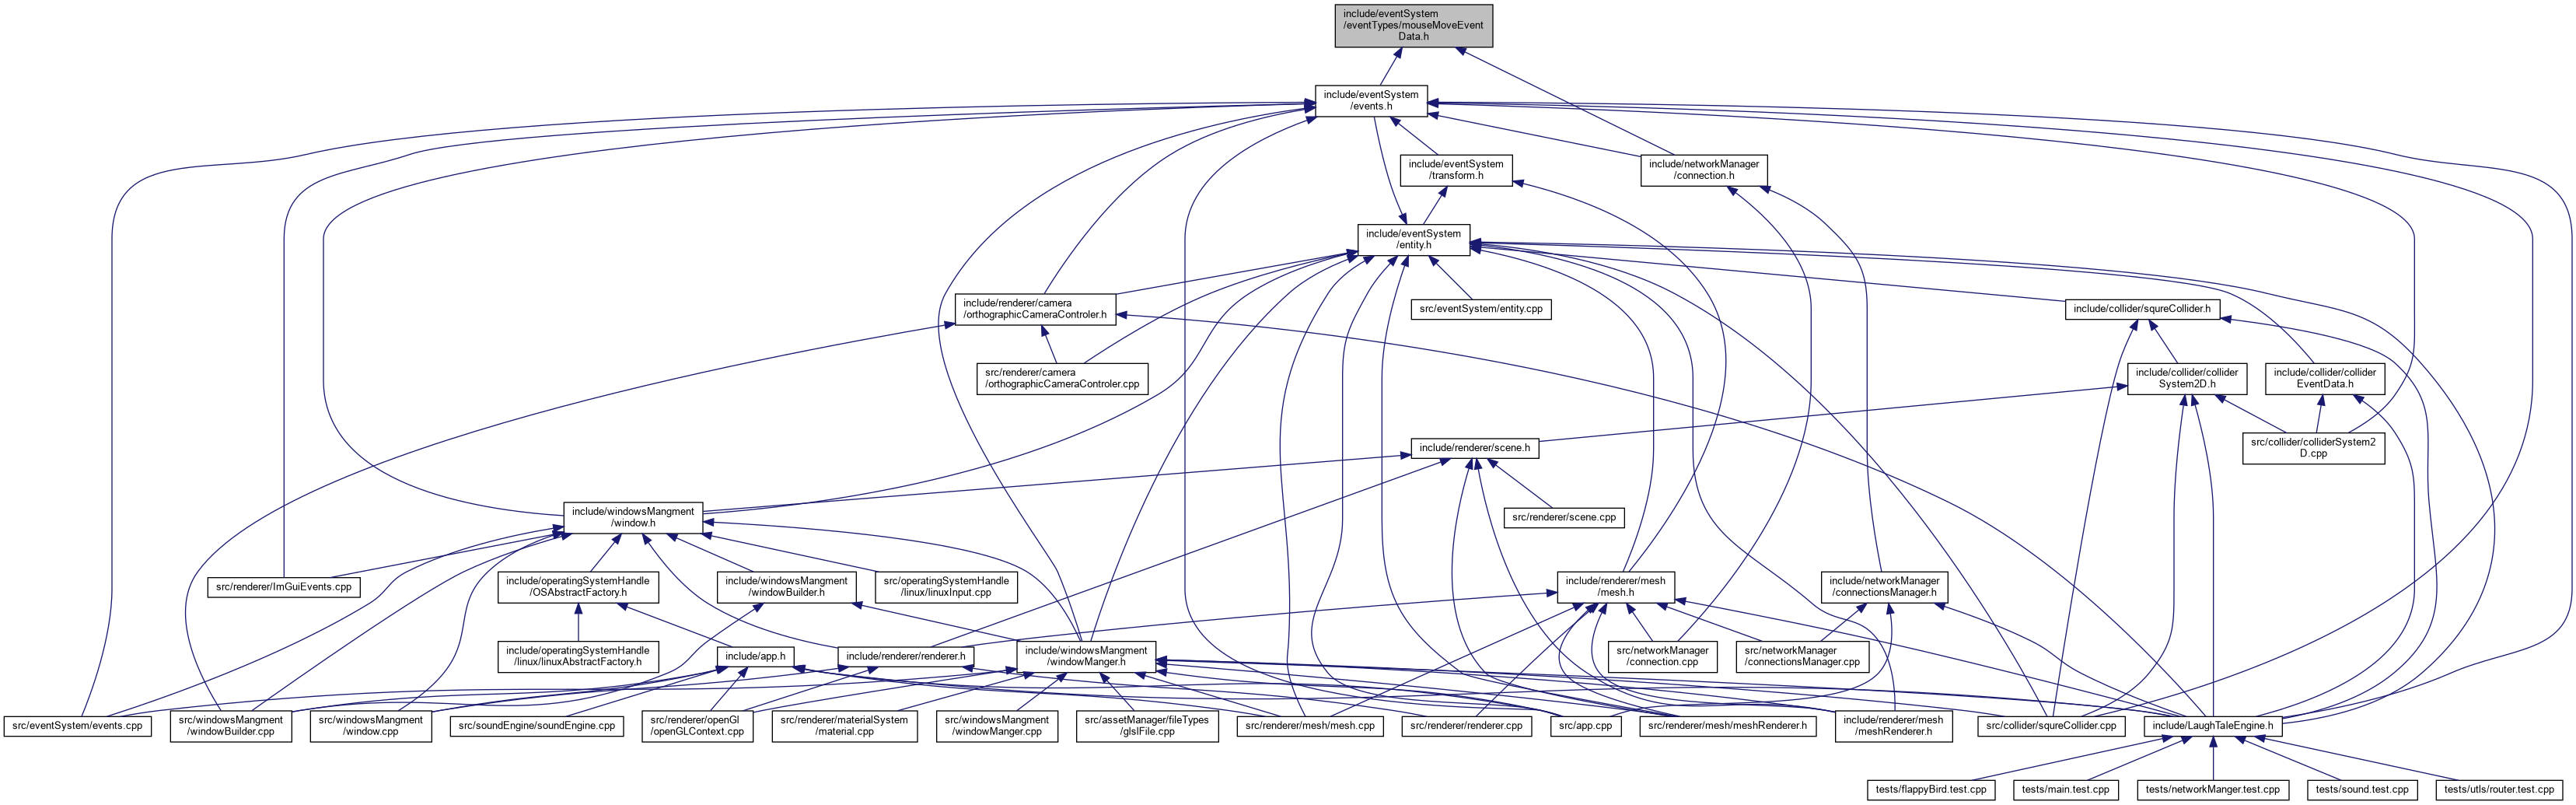 include/eventSystem
/eventTypes/mouseMoveEvent
Data.h
include/eventSystem
/events.h
include/eventSystem
/transform.h
include/networkManager
/connection.h
include/eventSystem
/entity.h
include/renderer/camera
/orthographicCameraControler.h
src/eventSystem/entity.cpp
include/collider/squreCollider.h
src/renderer/camera
/orthographicCameraControler.cpp
include/collider/collider
System2D.h
include/collider/collider
EventData.h
include/renderer/scene.h
src/collider/colliderSystem2
D.cpp
include/windowsMangment
/window.h
src/renderer/scene.cpp
src/renderer/ImGuiEvents.cpp
include/operatingSystemHandle
/OSAbstractFactory.h
include/windowsMangment
/windowBuilder.h
src/operatingSystemHandle
/linux/linuxInput.cpp
include/renderer/mesh
/mesh.h
include/networkManager
/connectionsManager.h
include/operatingSystemHandle
/linux/linuxAbstractFactory.h
include/app.h
include/renderer/renderer.h
include/windowsMangment
/windowManger.h
src/networkManager
/connection.cpp
src/networkManager
/connectionsManager.cpp
src/eventSystem/events.cpp
src/windowsMangment
/windowBuilder.cpp
src/windowsMangment
/window.cpp
src/soundEngine/soundEngine.cpp
src/renderer/openGl
/openGLContext.cpp
src/renderer/materialSystem
/material.cpp
src/windowsMangment
/windowManger.cpp
src/assetManager/fileTypes
/glslFile.cpp
src/renderer/mesh/mesh.cpp
src/renderer/renderer.cpp
src/app.cpp
src/renderer/mesh/meshRenderer.h
include/renderer/mesh
/meshRenderer.h
src/collider/squreCollider.cpp
include/LaughTaleEngine.h
tests/flappyBird.test.cpp
tests/main.test.cpp
tests/networkManger.test.cpp
tests/sound.test.cpp
tests/utls/router.test.cpp